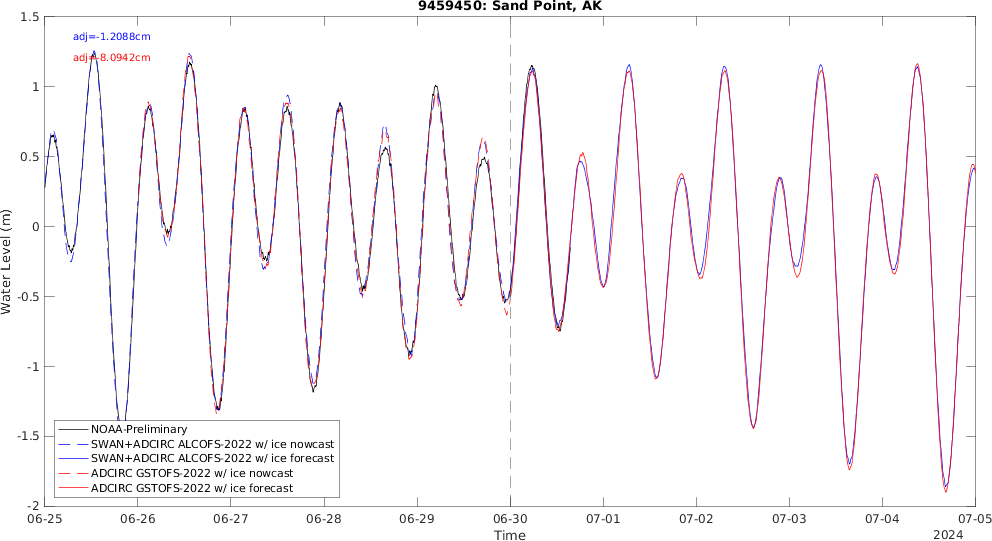 9459450: Sand Point, AK
adj=-1.2088cm
adj=-8.0942cm
Water Level (m)
1.5
1
0.5
0
-0.5
-1
-1.5
-2
NOAA-Preliminary
SWAN+ADCIRC ALCOFS-2022 w/ ice nowcast
SWAN+ADCIRC ALCOFS-2022 w/ ice forecast
ADCIRC GSTOFS-2022 w/ ice nowcast
ADCIRC GSTOFS-2022 w/ ice forecast
06-25 06-26 06-27 06-28 06-29 06-30 07-01 07-02 07-03 07-04 07-05
Time
2024